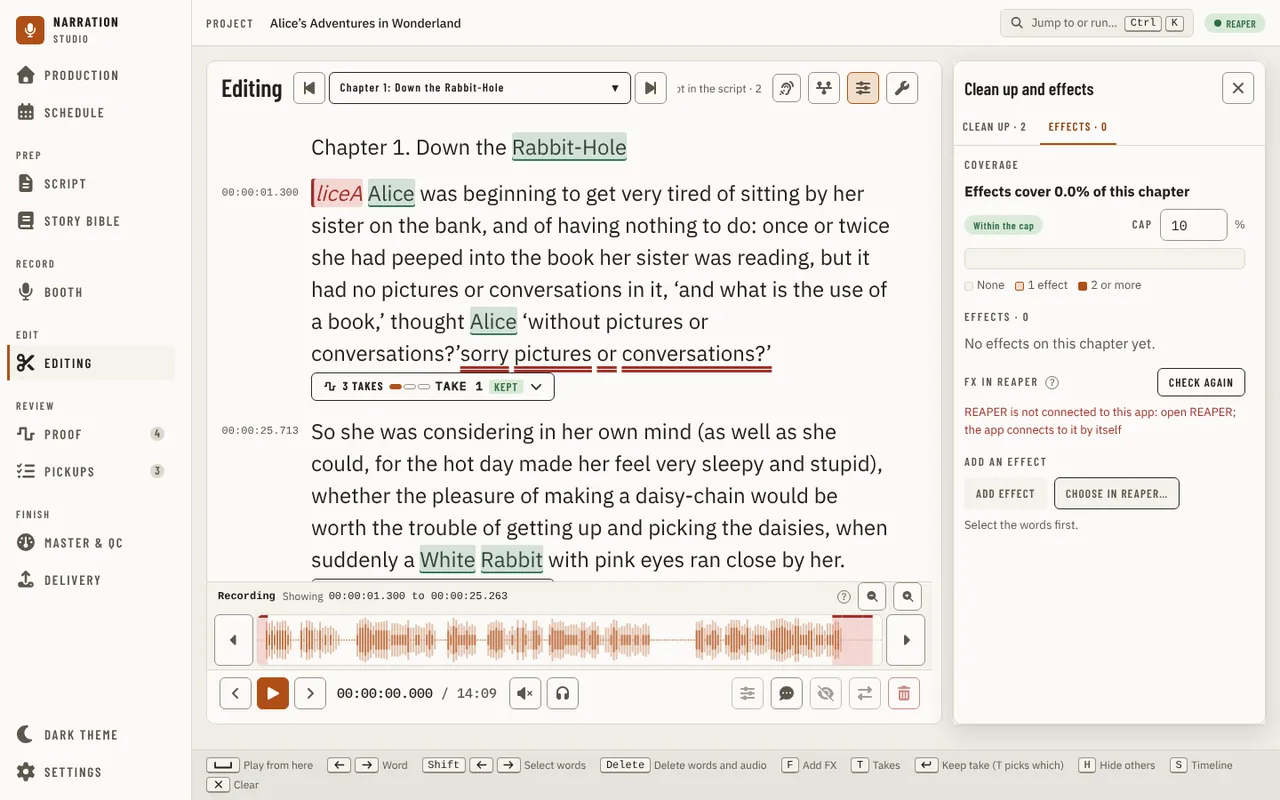 NARRATION
STUDIO
PRODUCTION
SCHEDULE
PREP
SCRIPT
STORY BIBLE
RECORD
BOOTH
EDIT
EDITING
REVIEW
PROOF 4
PICKUPS 3
FINISH
MASTER & QC
DELIVERY
DARK THEME
SETTINGS
PROJECT Alice's Adventures in Wonderland
Jump to or run... Ctrl K
REAPER
Editing
Chapter 1: Down the Rabbit-Hole
ot in the script · 2
Chapter 1. Down the Rabbit-Hole
00:00:01.300
liceA Alice was beginning to get very tired of sitting by her
sister on the bank, and of having nothing to do: once or twice
she had peeped into the book her sister was reading, but it
had no pictures or conversations in it, ‘and what is the use of
a book,’ thought Alice ‘without pictures or
conversations?’sorry pictures or conversations?’
3 TAKES TAKE 1 KEPT
00:00:25.713
So she was considering in her own mind (as well as she
could, for the hot day made her feel very sleepy and stupid),
whether the pleasure of making a daisy-chain would be
worth the trouble of getting up and picking the daisies, when
suddenly a White Rabbit with pink eyes ran close by her.
Recording Showing 00:00:01.300 to 00:00:25.263
?
00:00:00.000 / 14:09
Clean up and effects
CLEAN UP · 2 EFFECTS · 0
COVERAGE
Effects cover 0.0% of this chapter
Within the cap CAP 10 %
None 1 effect 2 or more
EFFECTS · 0
No effects on this chapter yet.
FX IN REAPER ? CHECK AGAIN
REAPER is not connected to this app: open REAPER;
the app connects to it by itself
ADD AN EFFECT
ADD EFFECT CHOOSE IN REAPER...
Select the words first.
Play from here ← → Word Shift ← → Select words Delete Delete words and audio F Add FX T Takes ↵ Keep take (T picks which) H Hide others S Timeline
X Clear